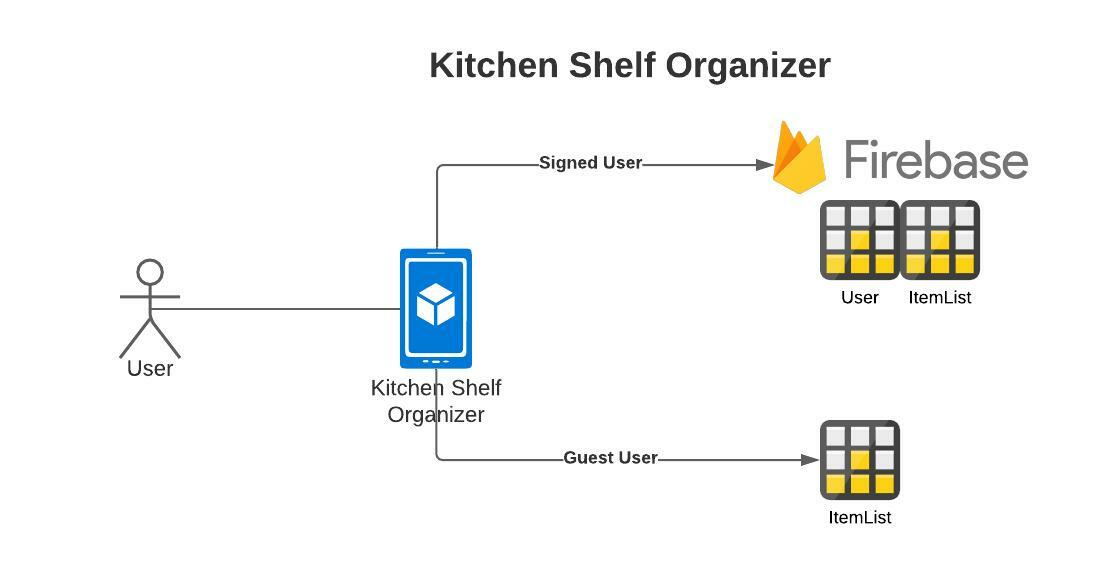 Kitchen Shelf Organizer
Signed User
Firebase
User
ItemList
User
Kitchen Shelf
Organizer
Guest User
ItemList